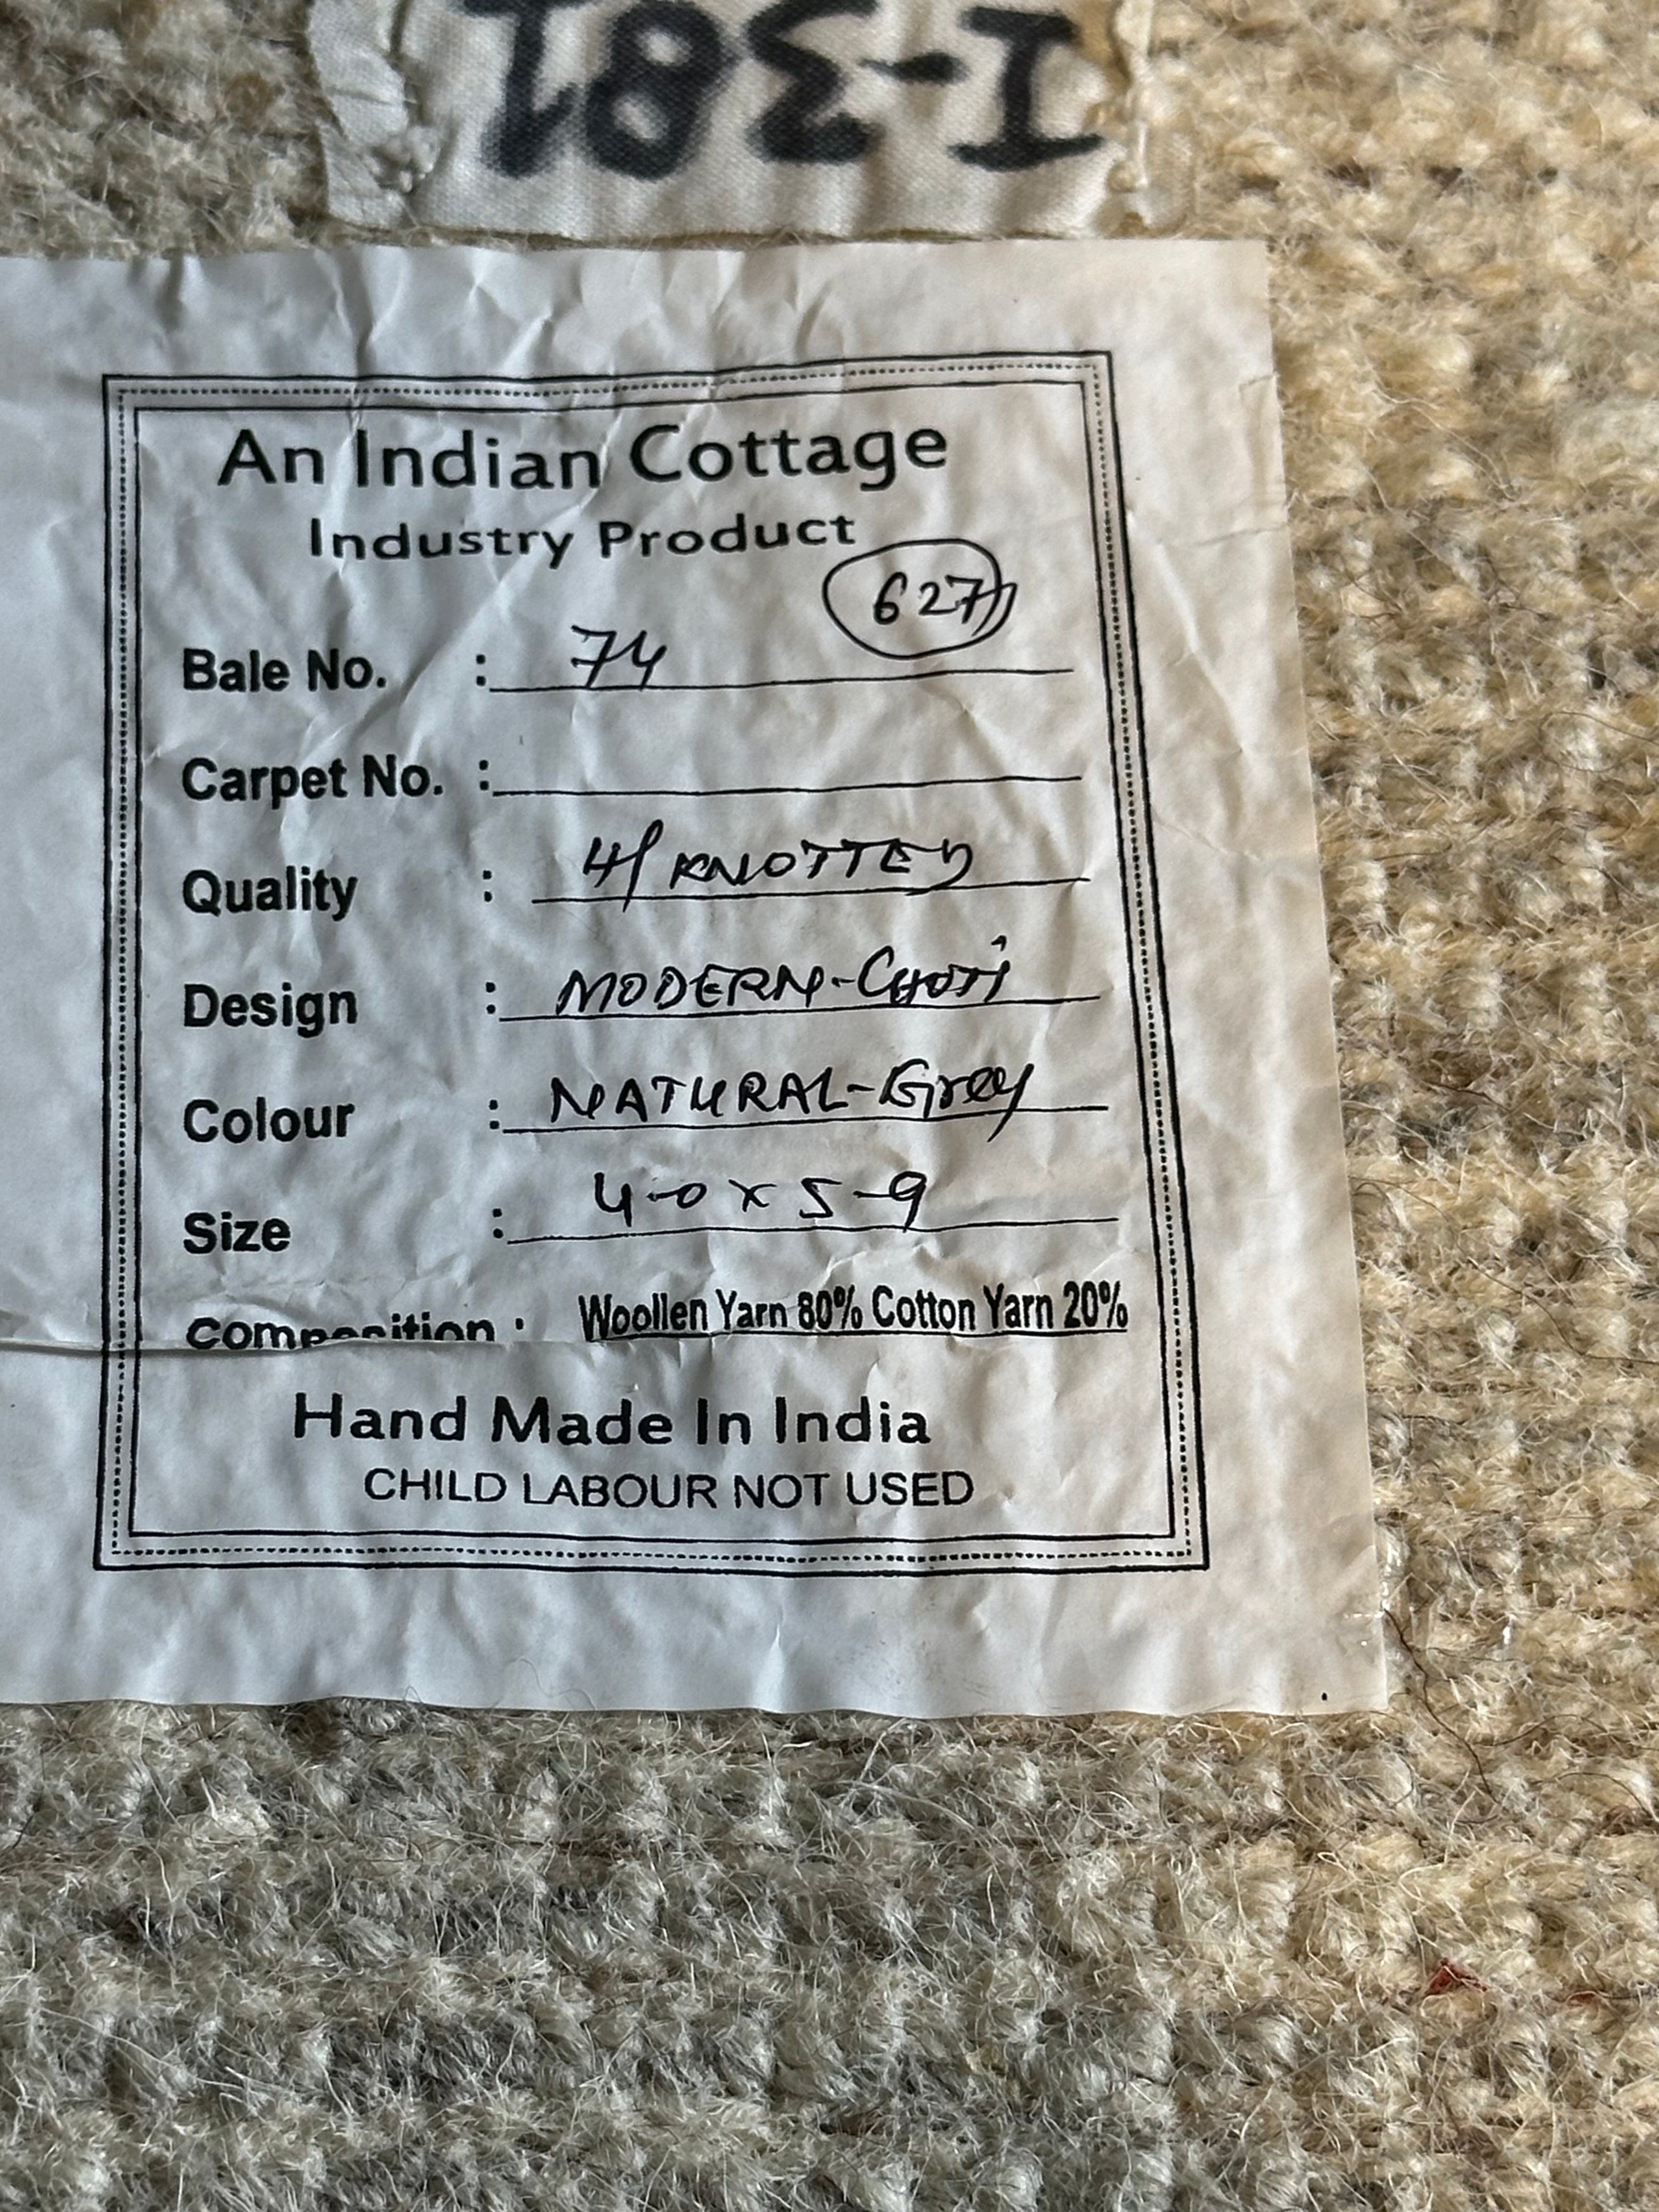 I-381
An Indian Cottage
Industry Product
627
Bale No. : 74
Carpet No. :
Quality : 4/ KNOTTED
Design : MODERN-CHOTI
Colour : NATURAL-Grey
Size : 4-0 x 5-9
Composition : Woollen Yarn 80% Cotton Yarn 20%
Hand Made In India
CHILD LABOUR NOT USED